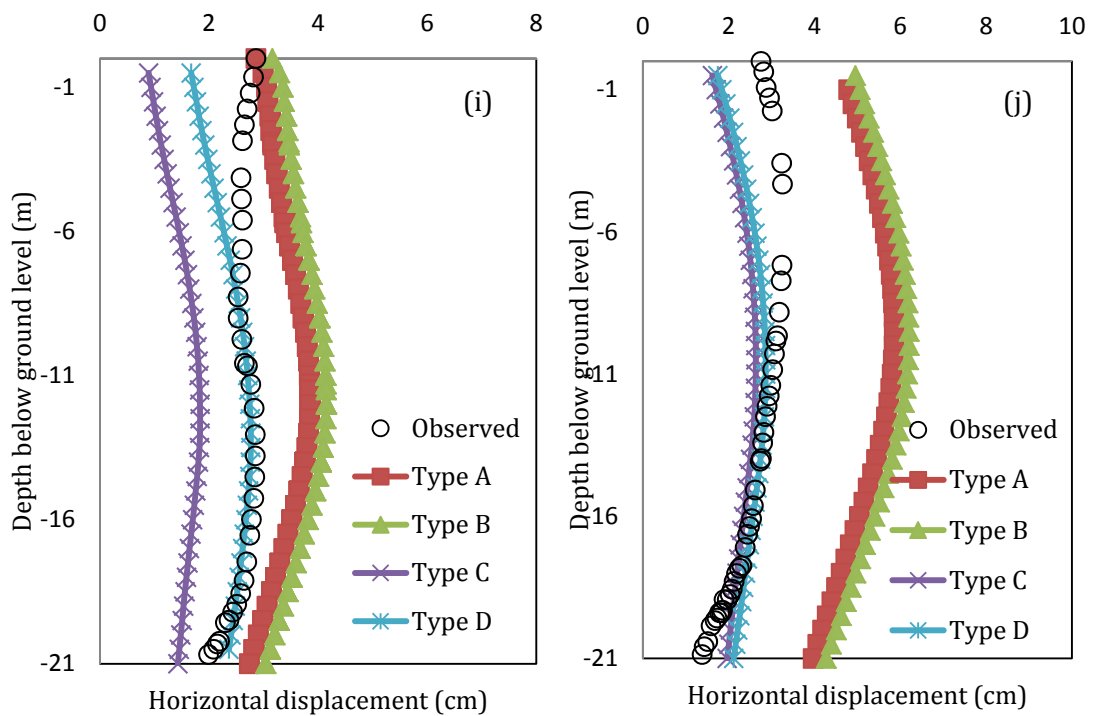 0 2 4 6 8
(i)
-1
-6
-11
-16
-21
Depth below ground level (m)
Observed
Type A
Type B
Type C
Type D
Horizontal displacement (cm)
0 2 4 6 8 10
(j)
-1
-6
-11
-16
-21
Depth below ground level (m)
Observed
Type A
Type B
Type C
Type D
Horizontal displacement (cm)